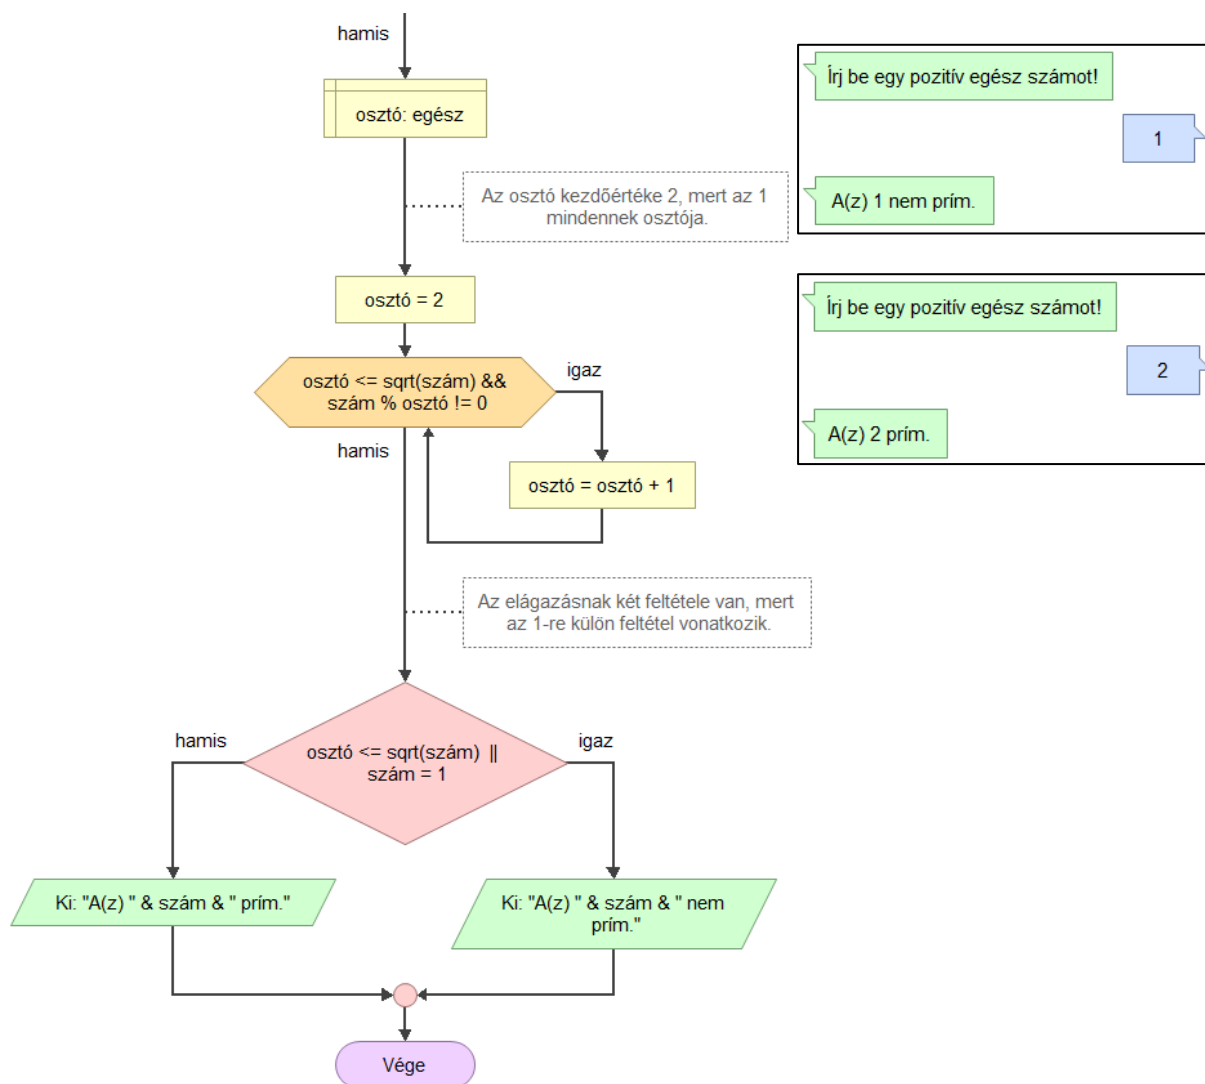 hamis
osztó: egész
Az osztó kezdőértéke 2, mert az 1
mindennek osztója.
osztó = 2
osztó <= sqrt(szám) &&
szám % osztó != 0
igaz
hamis
osztó = osztó + 1
Az elágazásnak két feltétele van, mert
az 1-re külön feltétel vonatkozik.
osztó <= sqrt(szám) ||
szám = 1
hamis
igaz
Ki: "A(z) " & szám & " prím."
Ki: "A(z) " & szám & " nem
prím."
Vége
Írj be egy pozitív egész számot!
1
A(z) 1 nem prím.
Írj be egy pozitív egész számot!
2
A(z) 2 prím.